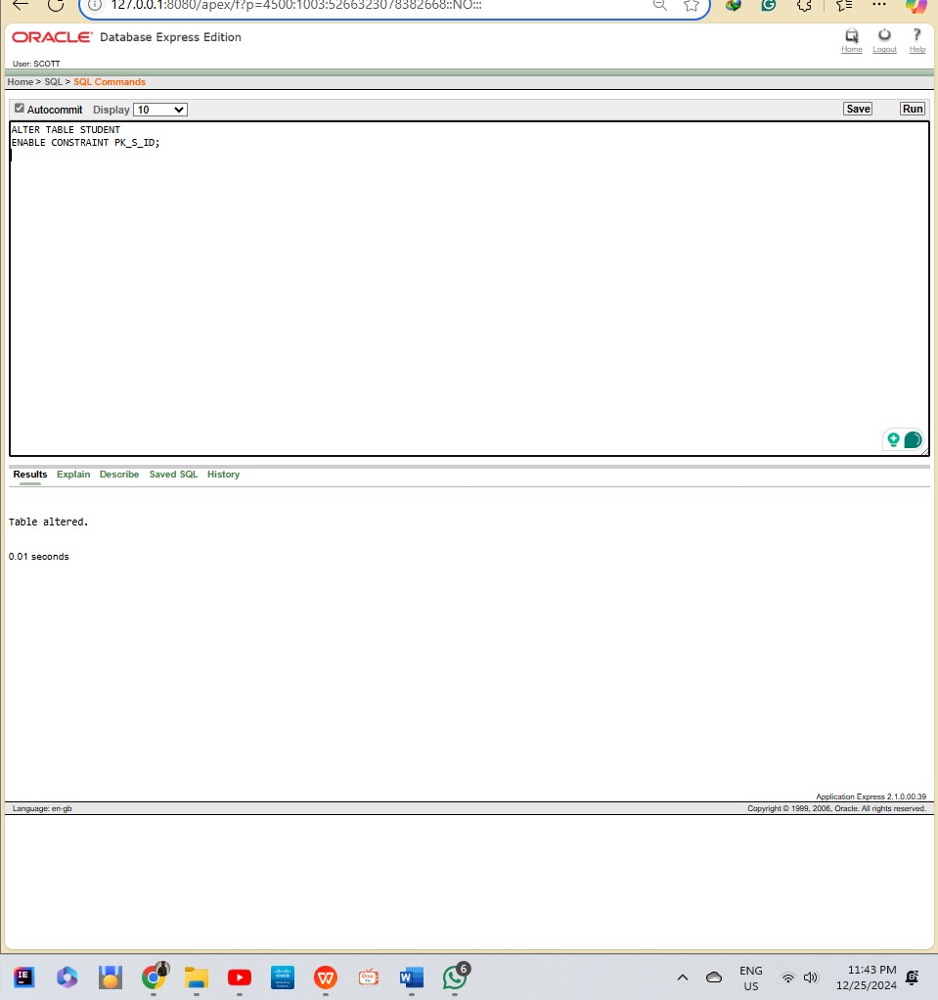 127.0.0.1:8080/apex/f?p=4500:1003:5266323078382668::NO:::
ORACLE Database Express Edition
Home Logout Help
User: SCOTT
Home > SQL > SQL Commands
Autocommit Display 10 Save Run
ALTER TABLE STUDENT
ENABLE CONSTRAINT PK_S_ID;
Results Explain Describe Saved SQL History
Table altered.
0.01 seconds
Application Express 2.1.0.00.39
Language: en-gb Copyright © 1999, 2006, Oracle. All rights reserved.
6
ENG
US
11:43 PM
12/25/2024